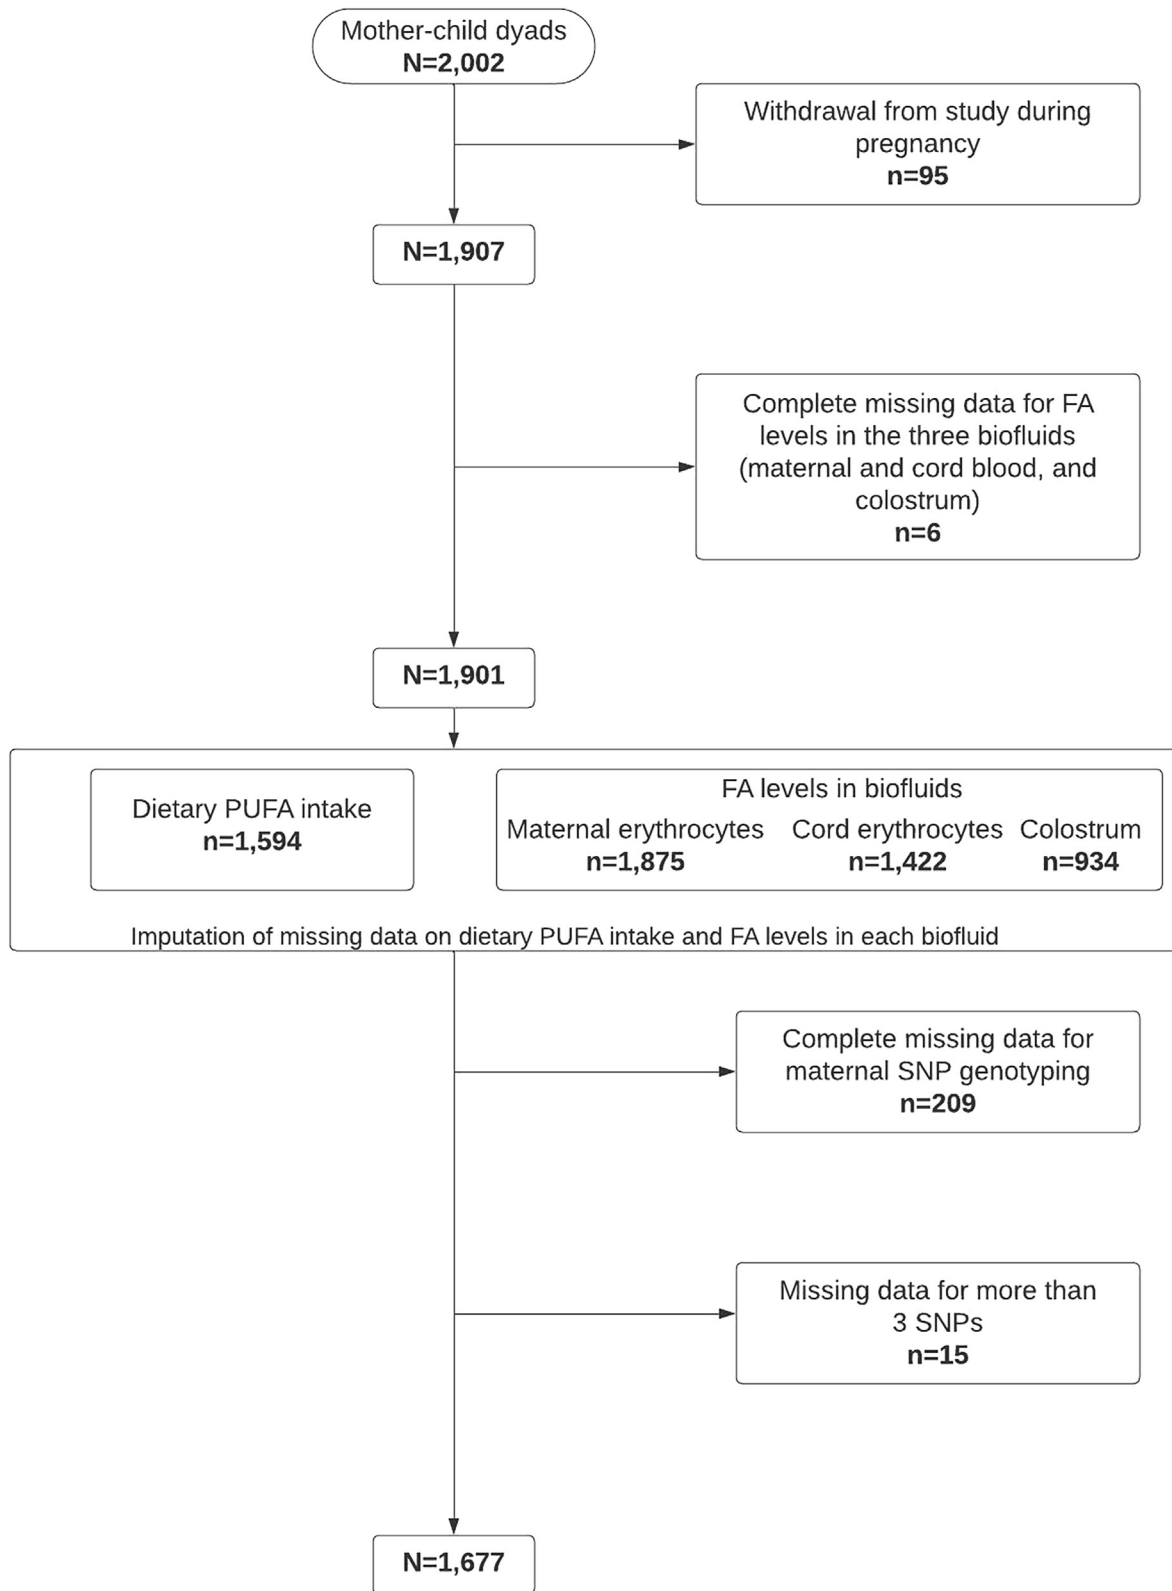 Mother-child dyads
N=2,002
Withdrawal from study during
pregnancy
n=95
N=1,907
Complete missing data for FA
levels in the three biofluids
(maternal and cord blood, and
colostrum)
n=6
N=1,901
Dietary PUFA intake
n=1,594
FA levels in biofluids
Maternal erythrocytes Cord erythrocytes Colostrum
n=1,875 n=1,422 n=934
Imputation of missing data on dietary PUFA intake and FA levels in each biofluid
Complete missing data for
maternal SNP genotyping
n=209
Missing data for more than
3 SNPs
n=15
N=1,677